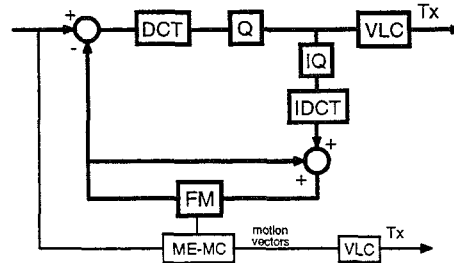 Tx
+ DCT Q VLC
-
IQ
IDCT
+
+
FM
motion
vectors
Tx
ME-MC VLC